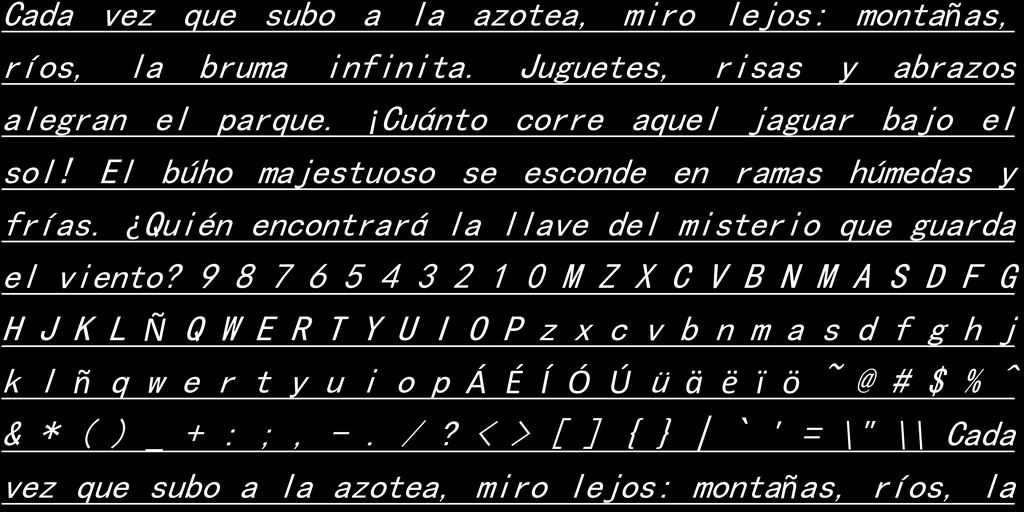 Cada vez que subo a la azotea, miro lejos: montañas,
ríos, la bruma infinita. Juguetes, risas y abrazos
alegran el parque. ¡Cuánto corre aquel jaguar bajo el
sol! El búho majestuoso se esconde en ramas húmedas y
frías. ¿Quién encontrará la llave del misterio que guarda
el viento? 9 8 7 6 5 4 3 2 1 0 M Z X C V B N M A S D F G
H J K L Ñ Q W E R T Y U I O P z x c v b n m a s d f g h j
k l ñ q w e r t y u i o p Á É Í Ó Ú ü ä ë ï ö ~ @ # $ % ^
& * ( ) _ + : ; , - . / ? < > [ ] { } | ` ' = \" \\ Cada
vez que subo a la azotea, miro lejos: montañas, ríos, la